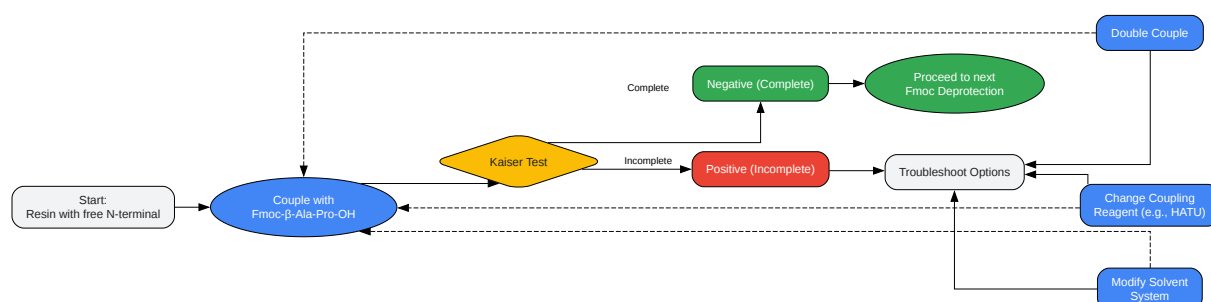 Double Couple
Complete
Negative (Complete)
Proceed to next
Fmoc Deprotection
Kaiser Test
Incomplete
Positive (Incomplete)
Troubleshoot Options
Start:
Resin with free N-terminal
Couple with
Fmoc-β-Ala-Pro-OH
Change Coupling
Reagent (e.g., HATU)
Modify Solvent
System